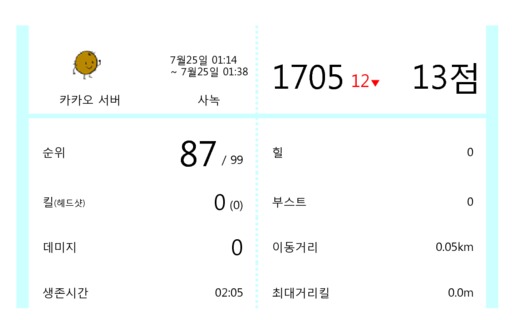 7월25일 01:14
~ 7월25일 01:38
카카오 서버
사녹
1705 12▼
13점
순위
87 / 99
킬(헤드샷)
0 (0)
데미지
0
생존시간
02:05
힐
0
부스트
0
이동거리
0.05km
최대거리킬
0.0m